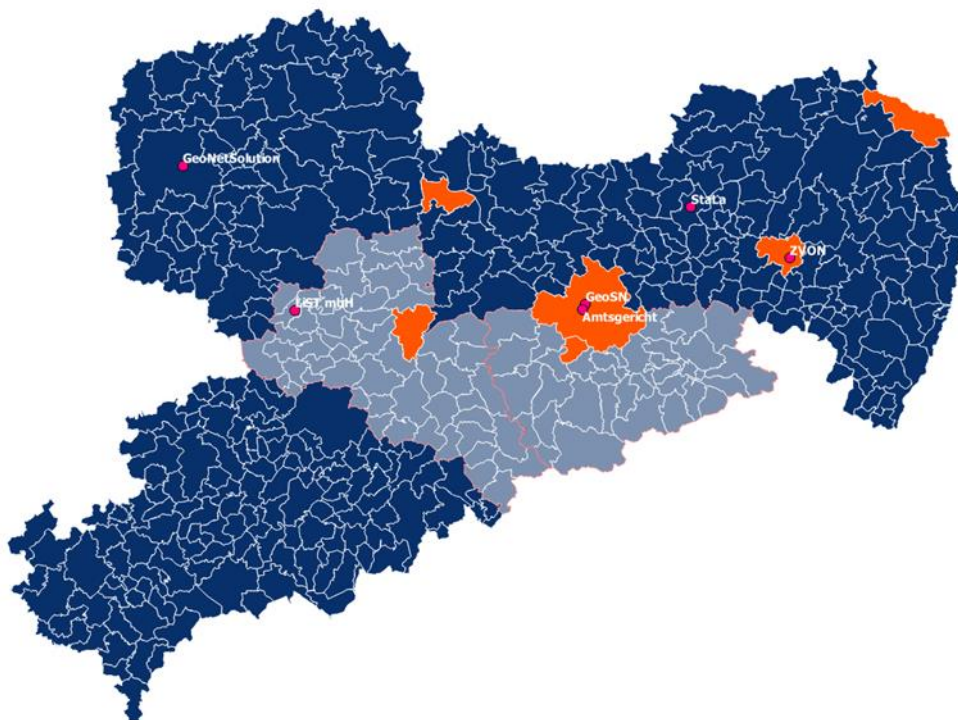 GeoNetSolution
StaLa
ZVON
GeoSN
LiST mbH
Amtsgericht